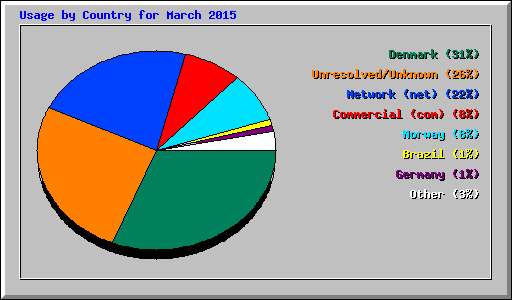 Usage by Country for March 2015
Denmark (31%)
Unresolved/Unknown (26%)
Network (net) (22%)
Commercial (com) (8%)
Norway (8%)
Brazil (1%)
Germany (1%)
Other (3%)